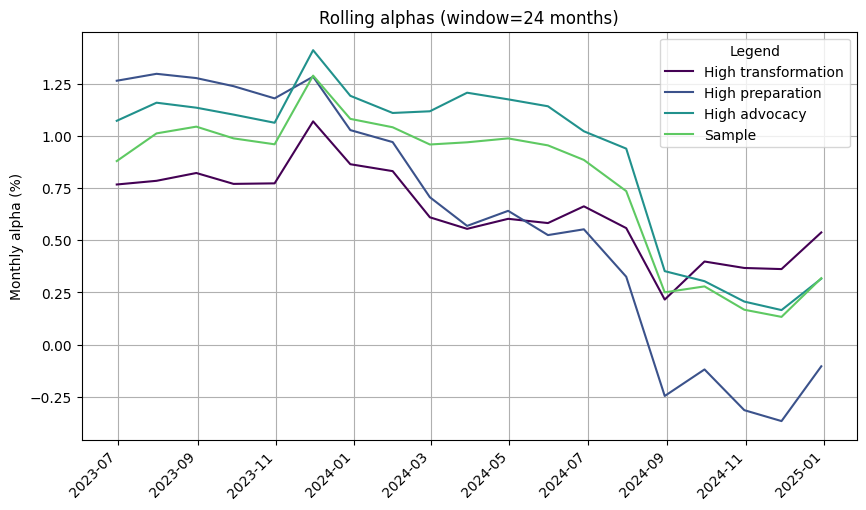 Rolling alphas (window=24 months)
Legend
High transformation
High preparation
High advocacy
Sample
Monthly alpha (%)
1.25
1.00
0.75
0.50
0.25
0.00
−0.25
2023-07
2023-09
2023-11
2024-01
2024-03
2024-05
2024-07
2024-09
2024-11
2025-01